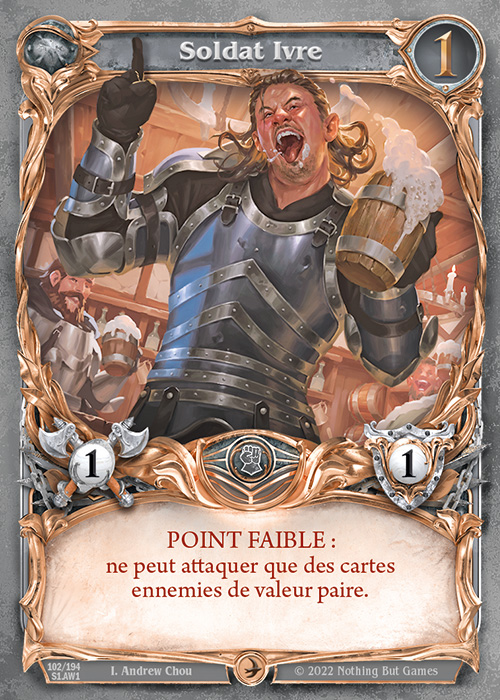 Soldat Ivre
1
1
1
POINT FAIBLE :
ne peut attaquer que des cartes
ennemies de valeur paire.
102/194
S1.AW1
I. Andrew Chou
© 2022 Nothing But Games